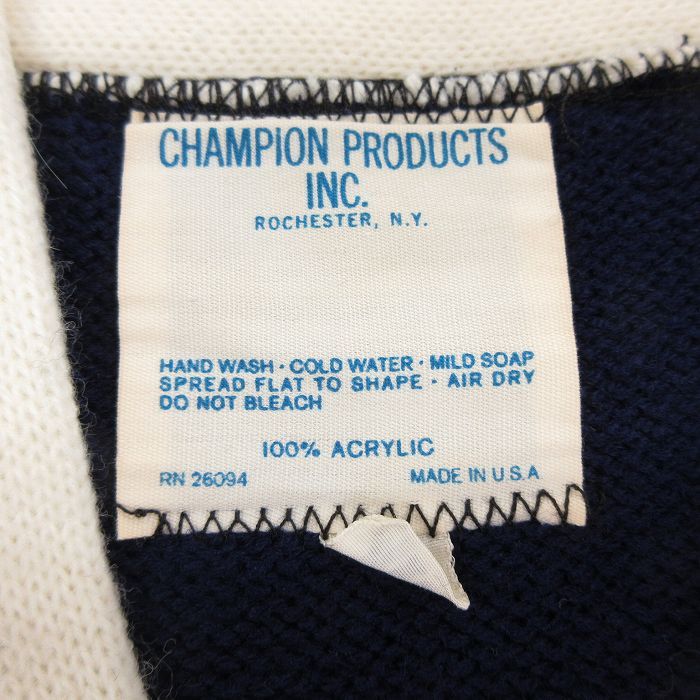 CHAMPION PRODUCTS
INC.
ROCHESTER, N.Y.
HAND WASH · COLD WATER · MILD SOAP
SPREAD FLAT TO SHAPE · AIR DRY
DO NOT BLEACH
100% ACRYLIC
RN 26094 MADE IN U.S.A